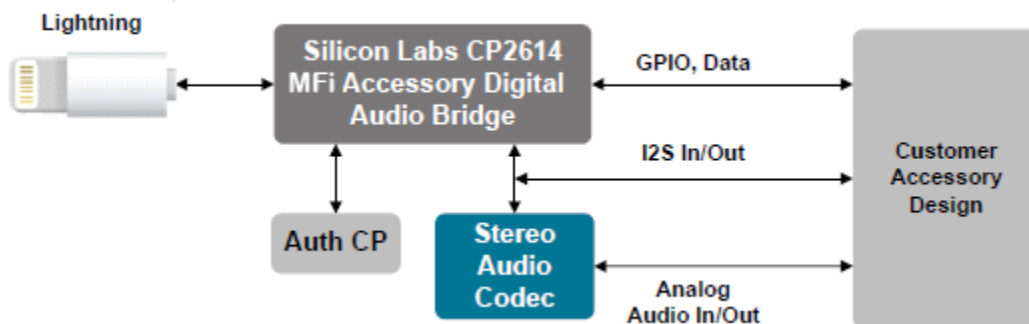 Lightning
Silicon Labs CP2614
MFi Accessory Digital
Audio Bridge
GPIO, Data
I2S In/Out
Customer
Accessory
Design
Auth CP
Stereo
Audio
Codec
Analog
Audio In/Out